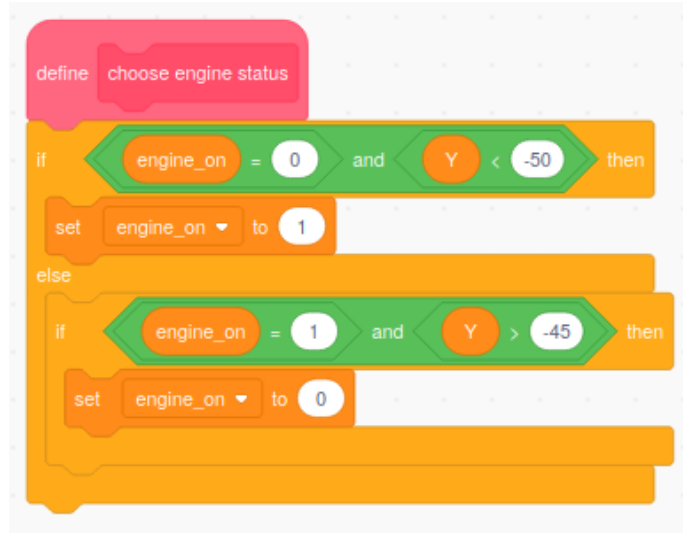 define choose engine status
if engine_on = 0 and Y < -50 then
set engine_on to 1
else
if engine_on = 1 and Y > -45 then
set engine_on to 0